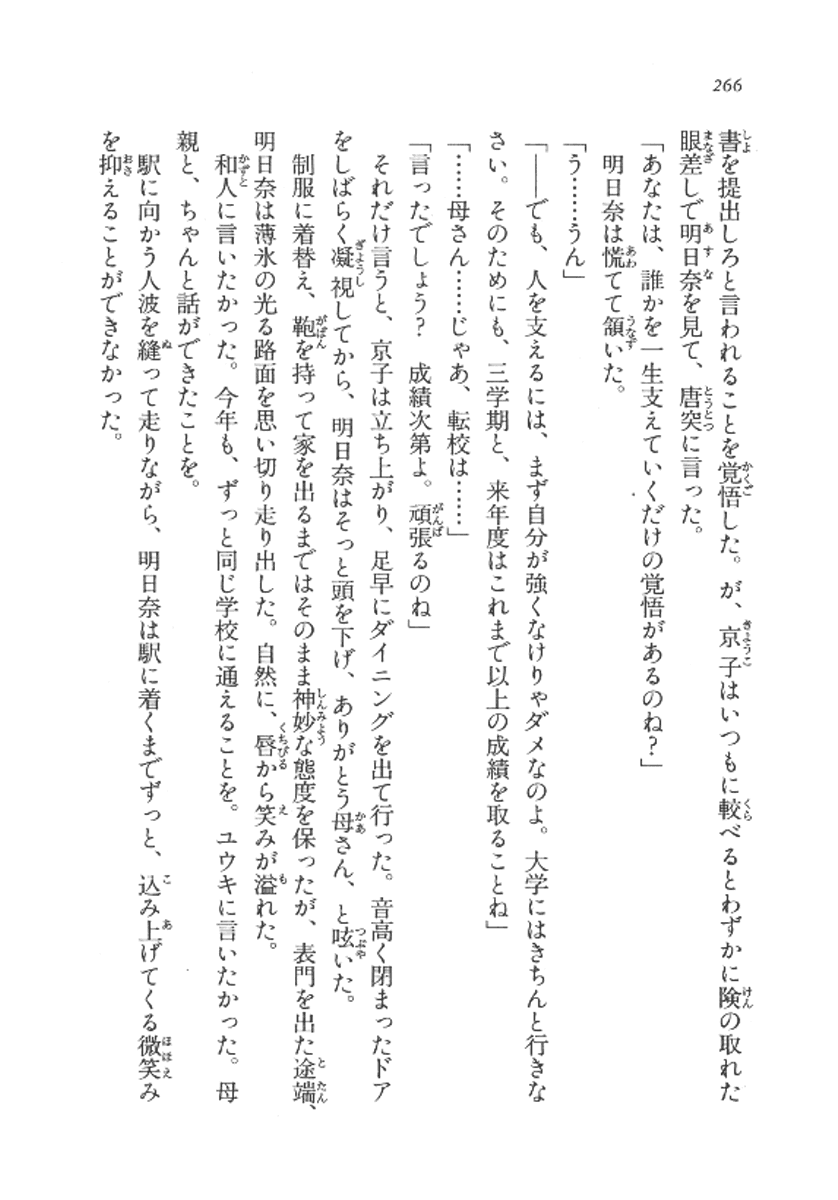 266
書を提出しろと言われることを覚悟した。が、京子はいつもに較べるとわずかに険の取れた
眼差しで明日奈を見て、唐突に言った。
「あなたは、誰かを一生支えていくだけの覚悟があるのね?」
明日奈は慌てて頷いた。
「う……うん」
「――でも、人を支えるには、まず自分が強くなけりゃダメなのよ。大学にはきちんと行きな
さい。そのためにも、三学期と、来年度はこれまで以上の成績を取ることね」
「……母さん……じゃあ、転校は……」
「言ったでしょう? 成績次第よ。頑張るのね」
それだけ言うと、京子は立ち上がり、足早にダイニングを出て行った。音高く閉まったドア
をしばらく凝視してから、明日奈はそっと頭を下げ、ありがとう母さん、と呟いた。
制服に着替え、鞄を持って家を出るまではそのまま神妙な態度を保ったが、表門を出た途端、
明日奈は薄氷の光る路面を思い切り走り出した。自然に、唇から笑みが溢れた。
和人に言いたかった。今年も、ずっと同じ学校に通えることを。ユウキに言いたかった。母
親と、ちゃんと話ができたことを。
駅に向かう人波を縫って走りながら、明日奈は駅に着くまでずっと、込み上げてくる微笑み
を抑えることができなかった。